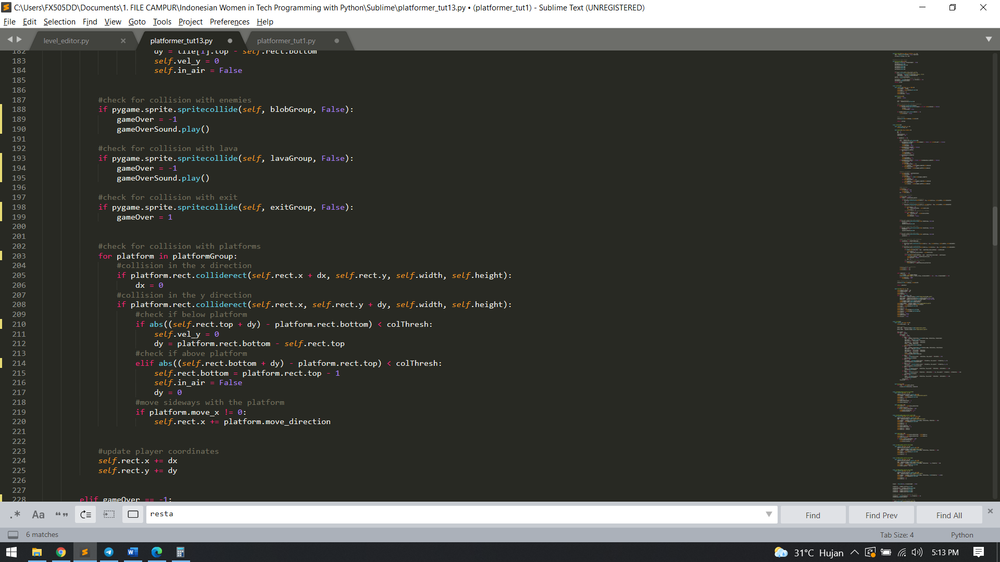 C:\Users\FX505DD\Documents\1. FILE CAMPUR\Indonesian Women in Tech Programming with Python\Sublime\platformer_tut13.py • (platformer_tut1) - Sublime Text (UNREGISTERED)
File Edit Selection Find View Goto Tools Project Preferences Help
level_editor.py platformer_tut13.py platformer_tut1.py
182 dy = tile[1].top - self.rect.bottom
183 self.vel_y = 0
184 self.in_air = False
185
186
187 #check for collision with enemies
188 if pygame.sprite.spritecollide(self, blobGroup, False):
189 gameOver = -1
190 gameOverSound.play()
191
192 #check for collision with lava
193 if pygame.sprite.spritecollide(self, lavaGroup, False):
194 gameOver = -1
195 gameOverSound.play()
196
197 #check for collision with exit
198 if pygame.sprite.spritecollide(self, exitGroup, False):
199 gameOver = 1
200
201
202 #check for collision with platforms
203 for platform in platformGroup:
204 #collision in the x direction
205 if platform.rect.colliderect(self.rect.x + dx, self.rect.y, self.width, self.height):
206 dx = 0
207 #collision in the y direction
208 if platform.rect.colliderect(self.rect.x, self.rect.y + dy, self.width, self.height):
209 #check if below platform
210 if abs((self.rect.top + dy) - platform.rect.bottom) < colThresh:
211 self.vel_y = 0
212 dy = platform.rect.bottom - self.rect.top
213 #check if above platform
214 elif abs((self.rect.bottom + dy) - platform.rect.top) < colThresh:
215 self.rect.bottom = platform.rect.top - 1
216 self.in_air = False
217 dy = 0
218 #move sideways with the platform
219 if platform.move_x != 0:
220 self.rect.x += platform.move_direction
221
222
223 #update player coordinates
224 self.rect.x += dx
225 self.rect.y += dy
226
227
228 elif gameOver == -1:
.* Aa “” resta Find Find Prev Find All
6 matches Tab Size: 4 Python
31°C Hujan 5:13 PM